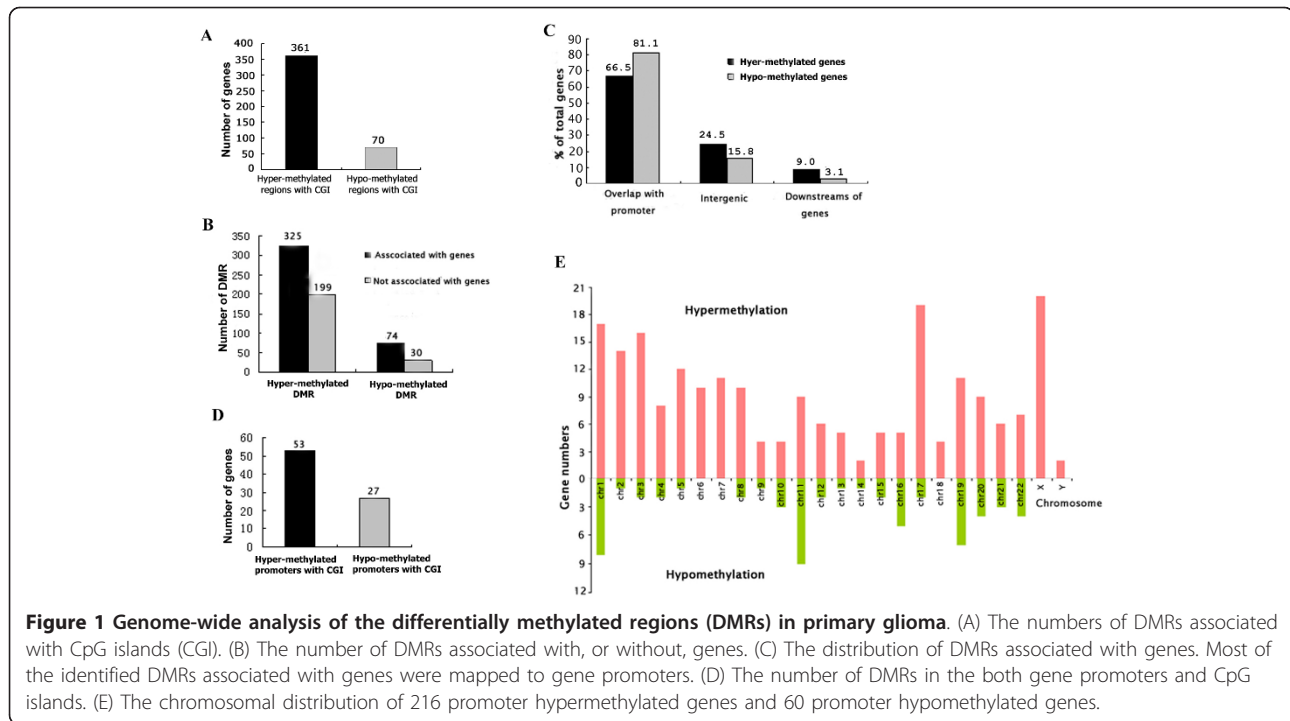 A
Number of genes
400
350
300
250
200
150
100
50
0
361
70
Hyper-methylated regions with CGI
Hypo-methylated regions with CGI
B
Number of DMR
350
300
250
200
150
100
50
0
325
199
74
30
Asscociated with genes
Not asscociated with genes
Hyper-methylated
DMR
Hypo-methylated
DMR
D
Number of genes
60
50
40
30
20
10
0
53
27
Hyper-methylated
promoters with CGI
Hypo-methylated
promoters with CGI
C
% of total genes
90
80
70
60
50
40
30
20
10
0
66.5
81.1
24.5
15.8
9.0
3.1
Hyer-methylated genes
Hypo-methylated genes
Overlap with
promoter
Intergenic
Downstreams of
genes
E
Gene numbers
21
18
15
12
9
6
3
0
3
6
9
12
Hypermethylation
chr1
chr2
chr3
chr4
chr5
chr6
chr7
chr8
chr9
chr10
chr11
chr12
chr13
chr14
chr15
chr16
chr17
chr18
chr19
chr20
chr21
chr22
X
Y
Chromosome
Hypomethylation
Figure 1 Genome-wide analysis of the differentially methylated regions (DMRs) in primary glioma. (A) The numbers of DMRs associated
with CpG islands (CGI). (B) The number of DMRs associated with, or without, genes. (C) The distribution of DMRs associated with genes. Most of
the identified DMRs associated with genes were mapped to gene promoters. (D) The number of DMRs in the both gene promoters and CpG
islands. (E) The chromosomal distribution of 216 promoter hypermethylated genes and 60 promoter hypomethylated genes.